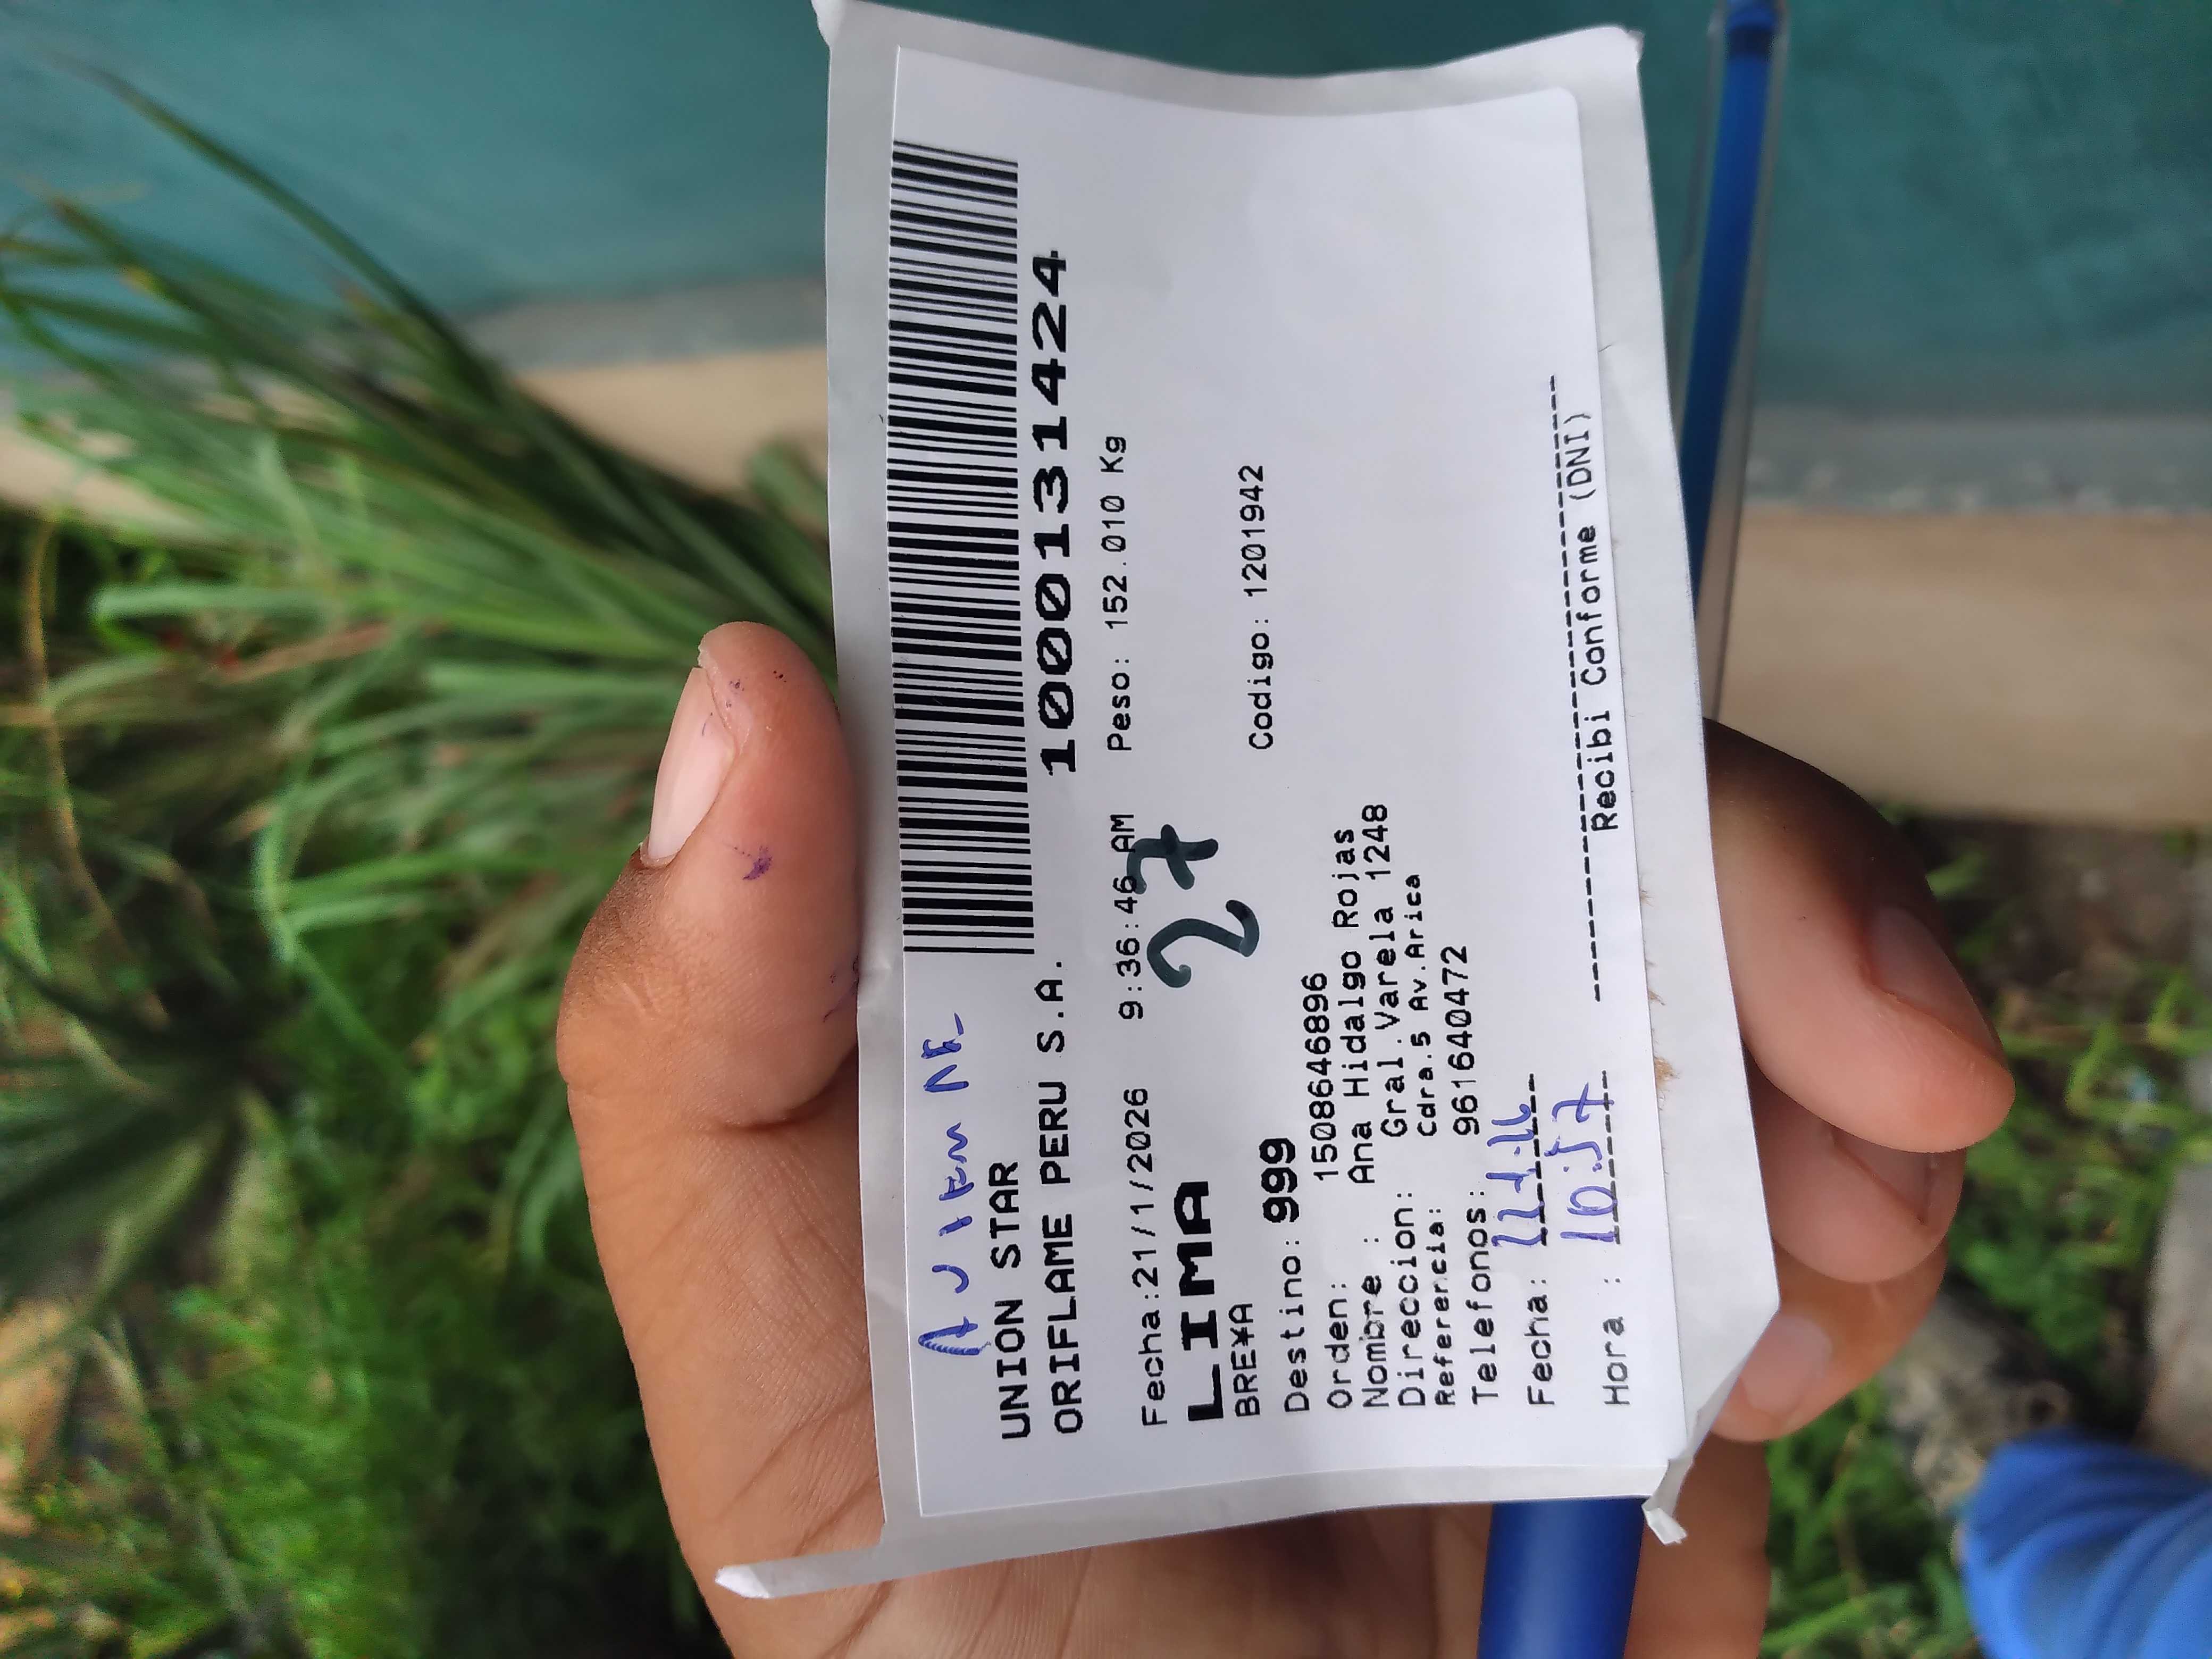 UNION STAR
ORIFLAME PERU S.A. 1000131424
Fecha:21/1/2026 9:36:46 AM Peso: 152.010 Kg
LIMA 27
BRE¥A Codigo: 1201942
Destino: 999
Orden: 1508646896
Nombre : Ana Hidalgo Rojas
Direccion: Gral.Varela 1248
Referencia: Cdra.5 Av.Arica
Telefonos: 961640472
Fecha:
Hora : 10:57
Recibi Conforme (DNI)